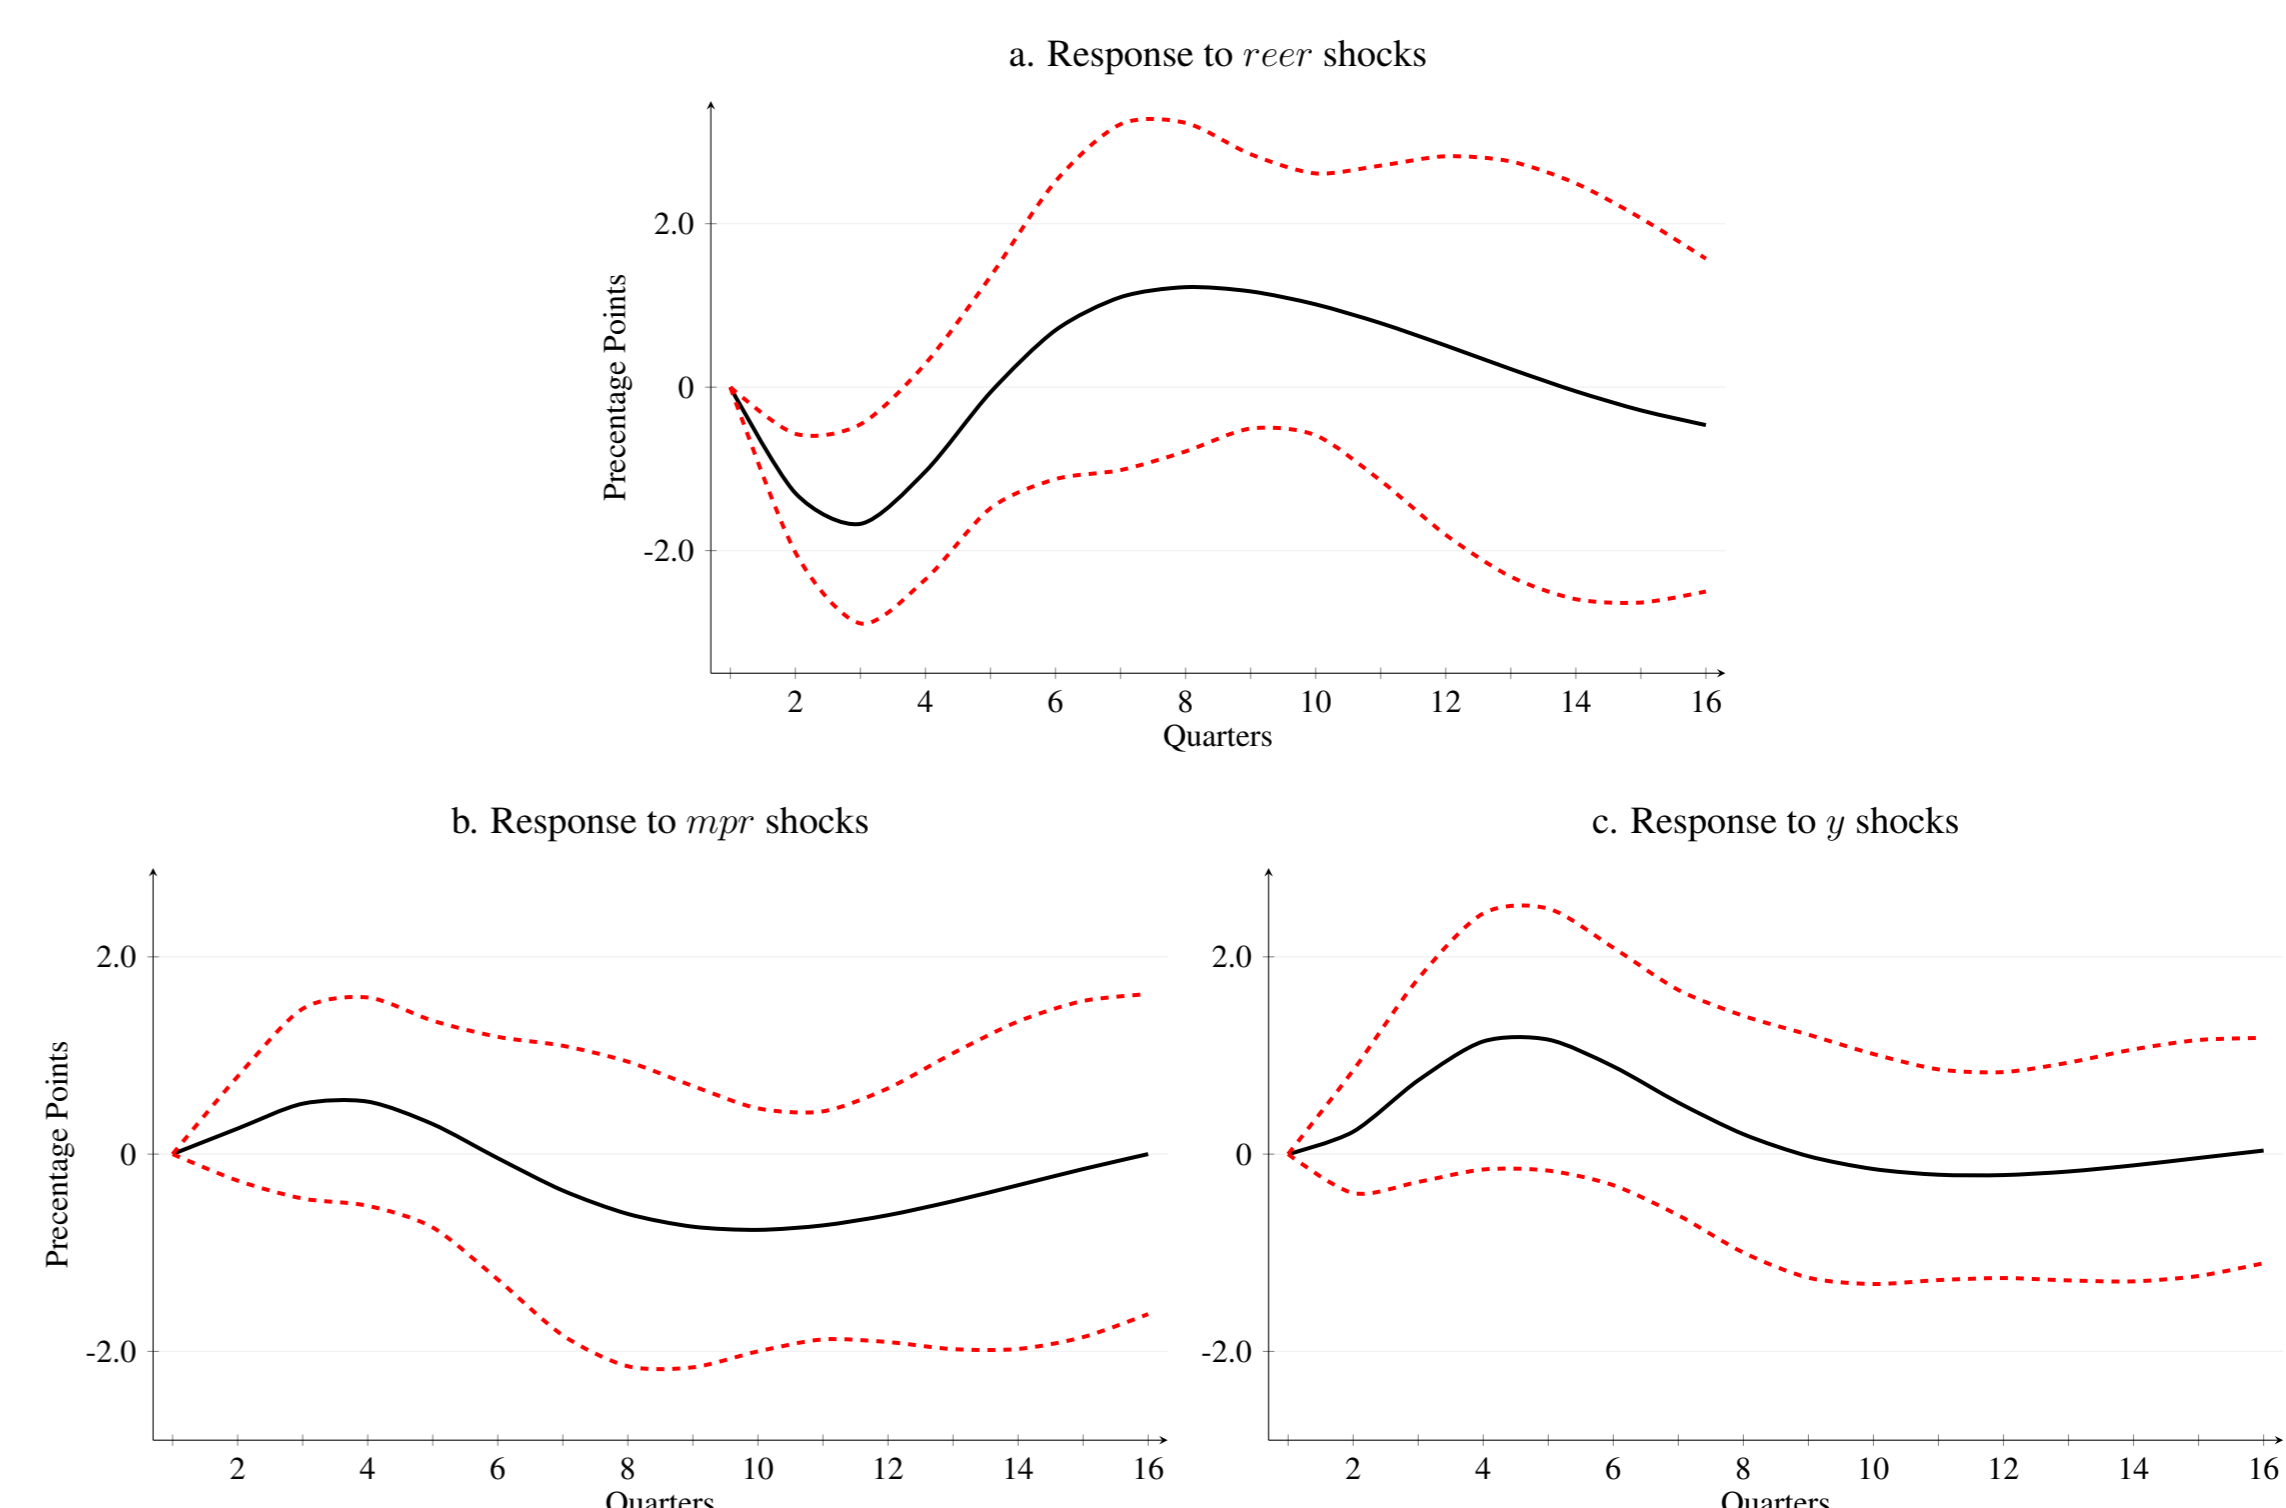 a. Response to reer shocks
Precentage Points
2.0
0
-2.0
2 4 6 8 10 12 14 16
Quarters
b. Response to mpr shocks
Precentage Points
2.0
0
-2.0
2 4 6 8 10 12 14 16
Quarters
c. Response to y shocks
2.0
0
-2.0
2 4 6 8 10 12 14 16
Quarters